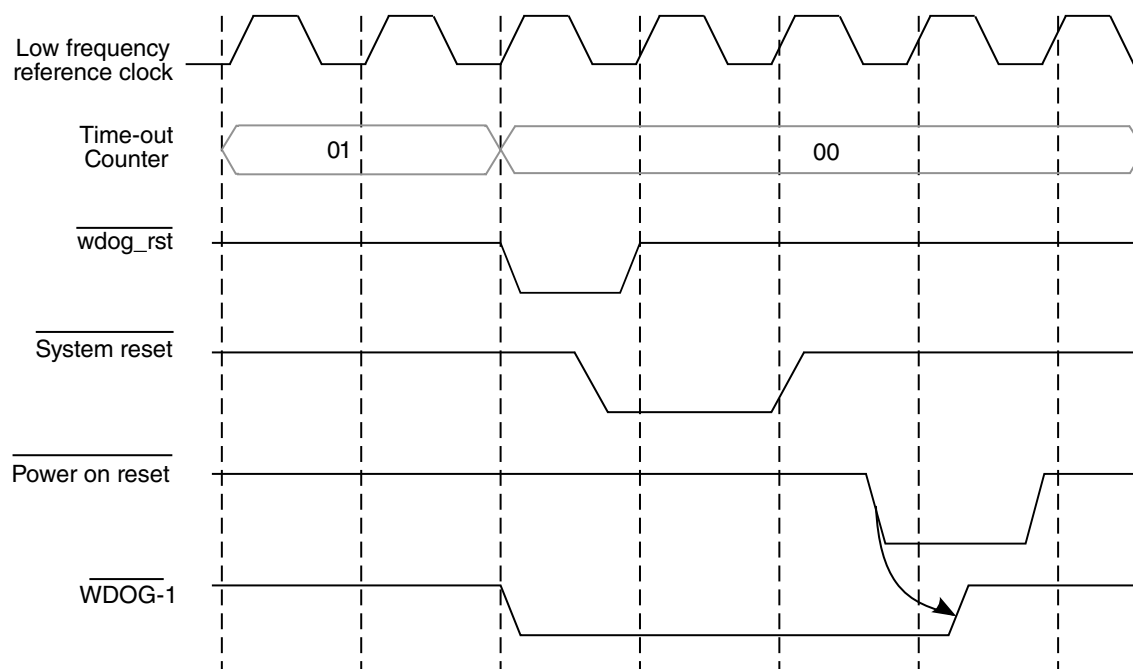 Low frequency
reference clock
Time-out
Counter
01
00
wdog_rst
System reset
Power on reset
WDOG-1